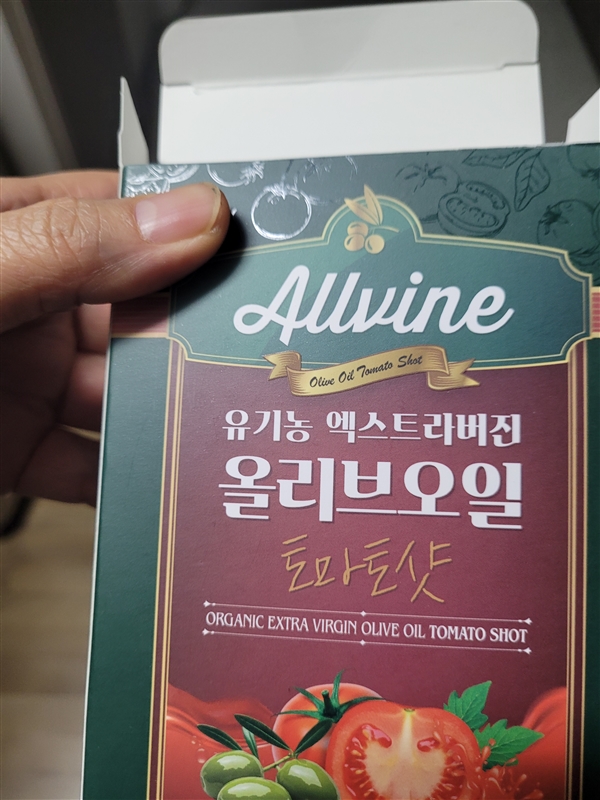 Allvine
Olive Oil Tomato Shot
유기농 엑스트라버진
올리브오일
토마토샷
ORGANIC EXTRA VIRGIN OLIVE OIL TOMATO SHOT